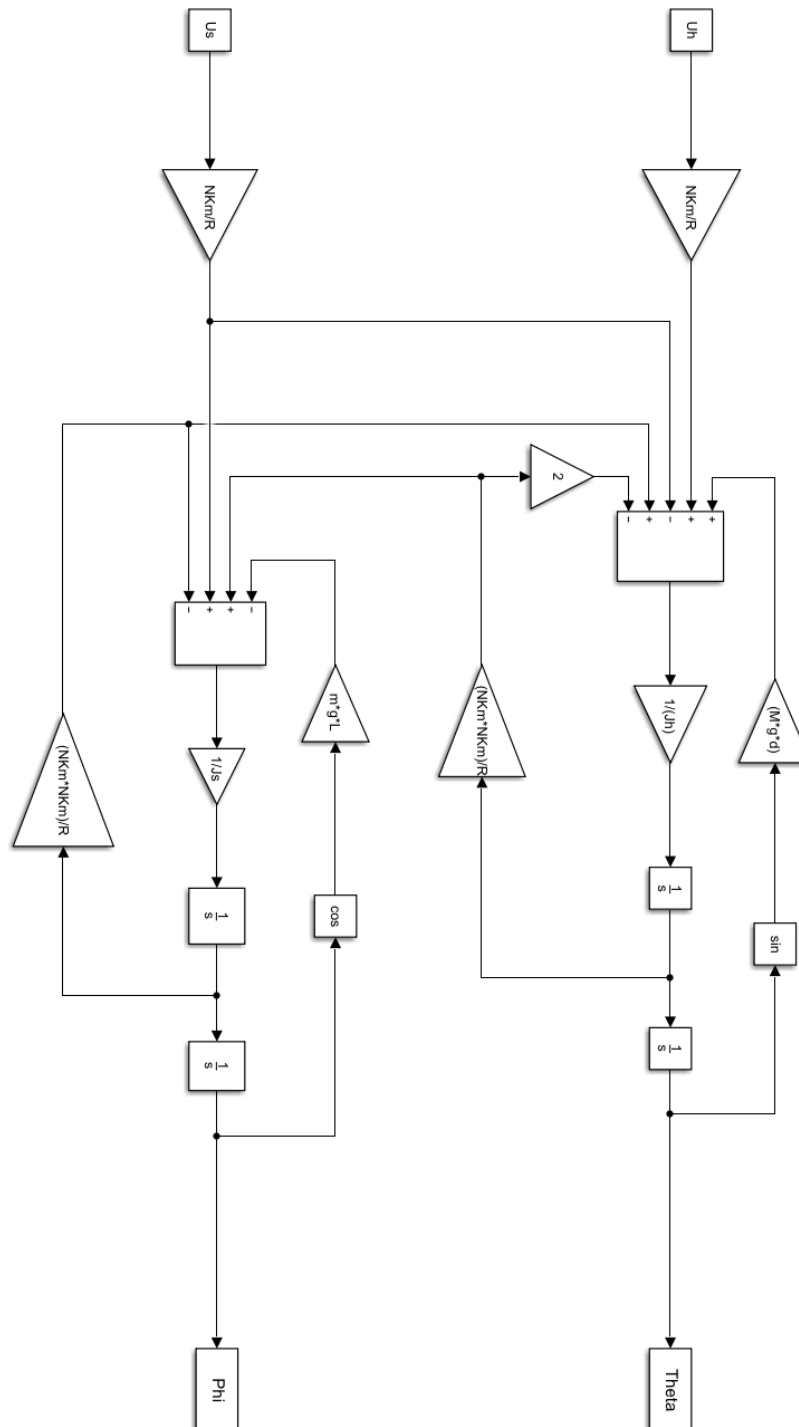 Us
Uh
NKm/R
NKm/R
2
- + - + +
- + + -
m*g*L
(NKm*NKm)/R
1/(Jh)
(M*g*d)
(NKm*NKm)/R
1/Js
1
s
1
s
cos
sin
1
s
1
s
Phi
Theta